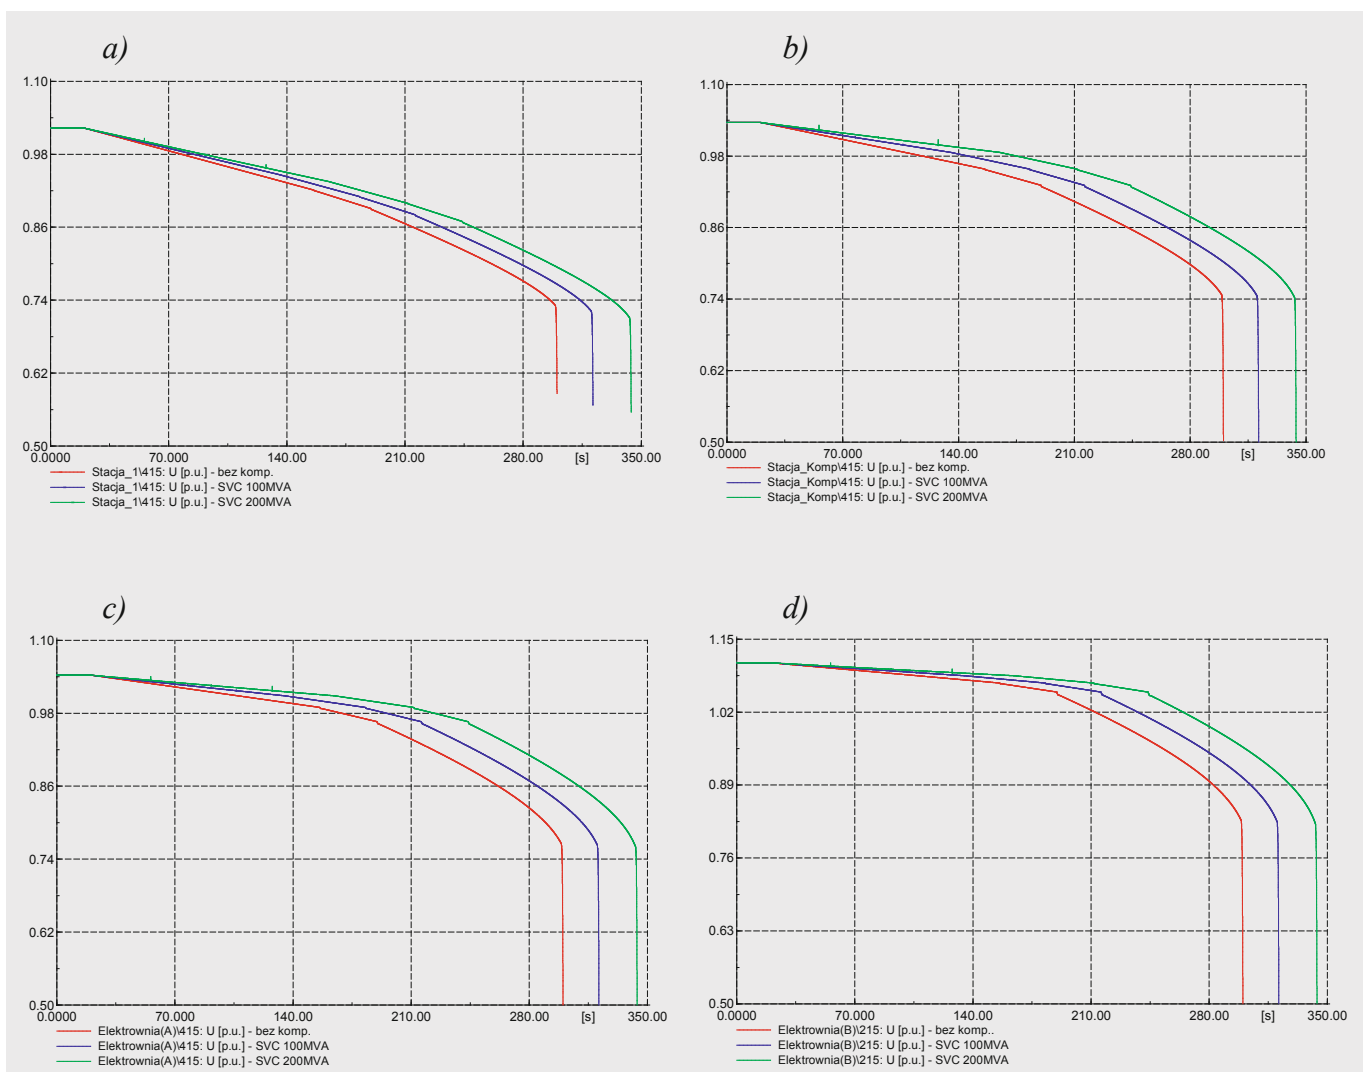 a)
1.10
0.98
0.86
0.74
0.62
0.50
0.0000 70.00 140.00 210.00 280.00 [s] 350.00
Stacja_1\415: U [p.u.] - bez komp.
Stacja_1\415: U [p.u.] - SVC 100MVA
Stacja_1\415: U [p.u.] - SVC 200MVA
b)
1.10
0.98
0.86
0.74
0.62
0.50
0.0000 70.00 140.00 210.00 280.00 [s] 350.00
Stacja_Komp\415: U [p.u.] - bez komp.
Stacja_Komp\415: U [p.u.] - SVC 100MVA
Stacja_Komp\415: U [p.u.] - SVC 200MVA
c)
1.10
0.98
0.86
0.74
0.62
0.50
0.0000 70.000 140.00 210.00 280.00 [s] 350.00
Elektrownia(A)\415: U [p.u.] - bez komp.
Elektrownia(A)\415: U [p.u.] - SVC 100MVA
Elektrownia(A)\415: U [p.u.] - SVC 200MVA
d)
1.15
1.02
0.89
0.76
0.63
0.50
0.0000 70.00 140.00 210.00 280.00 [s] 350.00
Elektrownia(B)\215: U [p.u.] - bez komp..
Elektrownia(B)\215: U [p.u.] - SVC 100MVA
Elektrownia(B)\215: U [p.u.] - SVC 200MVA